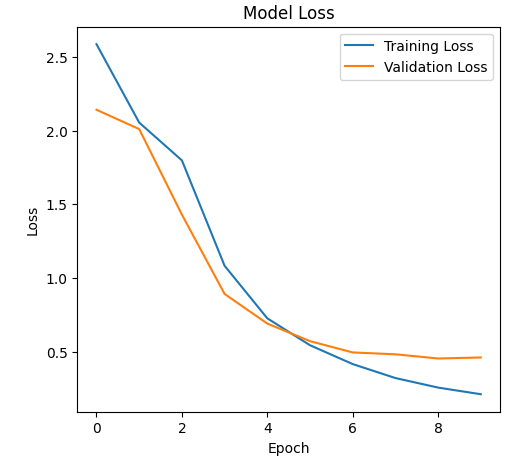 Model Loss
Training Loss
Validation Loss
2.5
2.0
1.5
1.0
0.5
Loss
0 2 4 6 8
Epoch